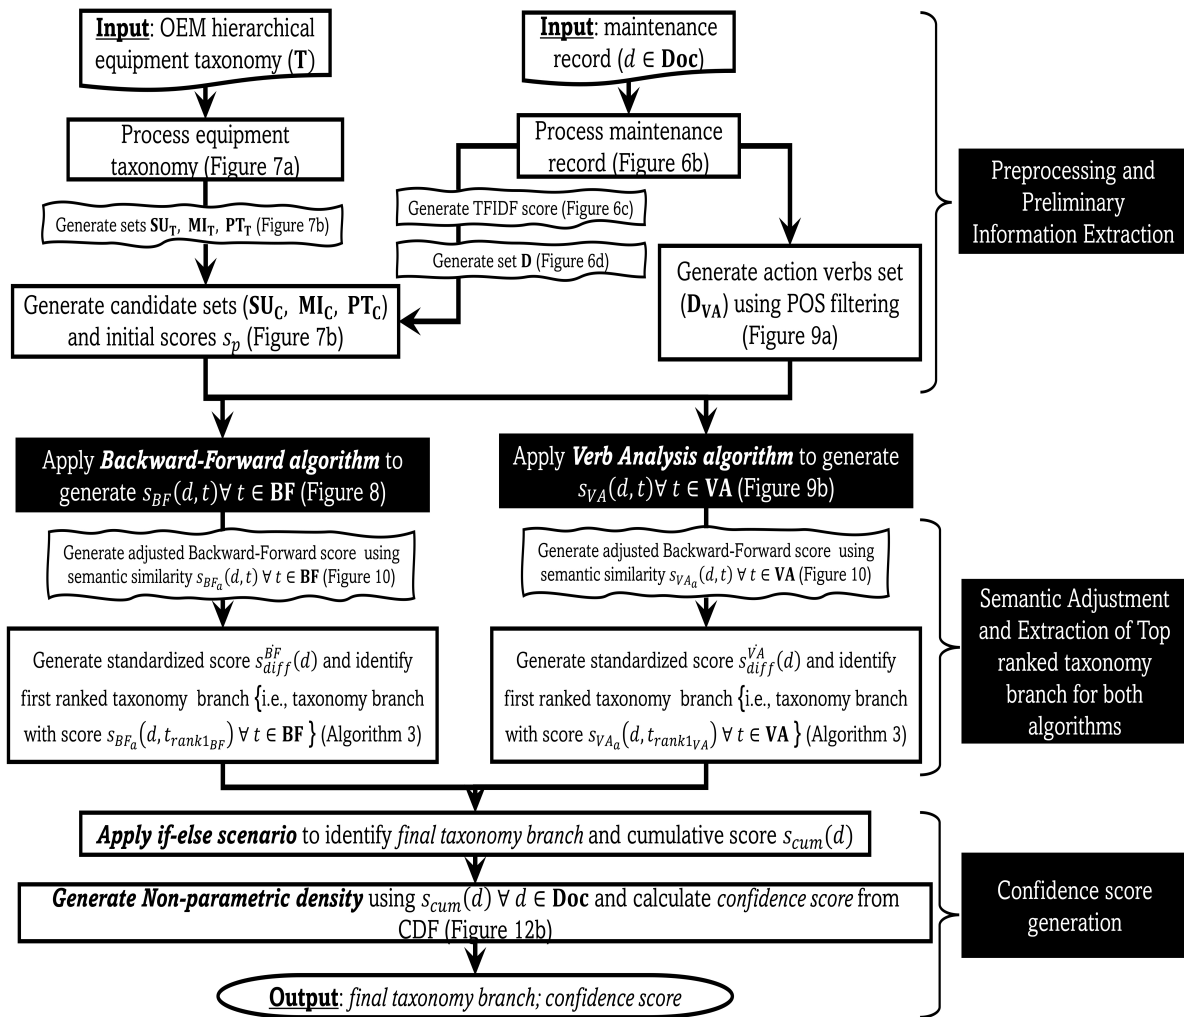 Input: OEM hierarchical
equipment taxonomy (T)
Input: maintenance
record (d ∈ Doc)
Process equipment
taxonomy (Figure 7a)
Process maintenance
record (Figure 6b)
Generate sets SU_T, MI_T, PT_T (Figure 7b)
Generate TFIDF score (Figure 6c)
Generate set D (Figure 6d)
Generate candidate sets (SU_C, MI_C, PT_C)
and initial scores s_p (Figure 7b)
Generate action verbs set
(D_VA) using POS filtering
(Figure 9a)
Preprocessing and
Preliminary
Information Extraction
Apply Backward-Forward algorithm to
generate s_BF(d, t)∀ t ∈ BF (Figure 8)
Apply Verb Analysis algorithm to generate
s_VA(d, t)∀ t ∈ VA (Figure 9b)
Generate adjusted Backward-Forward score using
semantic similarity s_BF_a(d, t) ∀ t ∈ BF (Figure 10)
Generate adjusted Backward-Forward score using
semantic similarity s_VA_a(d, t) ∀ t ∈ VA (Figure 10)
Generate standardized score s_diff^BF(d) and identify
first ranked taxonomy branch {i.e., taxonomy branch
with score s_BF_a(d, t_rank1_BF) ∀ t ∈ BF } (Algorithm 3)
Generate standardized score s_diff^VA(d) and identify
first ranked taxonomy branch {i.e., taxonomy branch
with score s_VA_a(d, t_rank1_VA) ∀ t ∈ VA } (Algorithm 3)
Semantic Adjustment
and Extraction of Top
ranked taxonomy
branch for both
algorithms
Apply if-else scenario to identify final taxonomy branch and cumulative score s_cum(d)
Generate Non-parametric density using s_cum(d) ∀ d ∈ Doc and calculate confidence score from
CDF (Figure 12b)
Confidence score
generation
Output: final taxonomy branch; confidence score